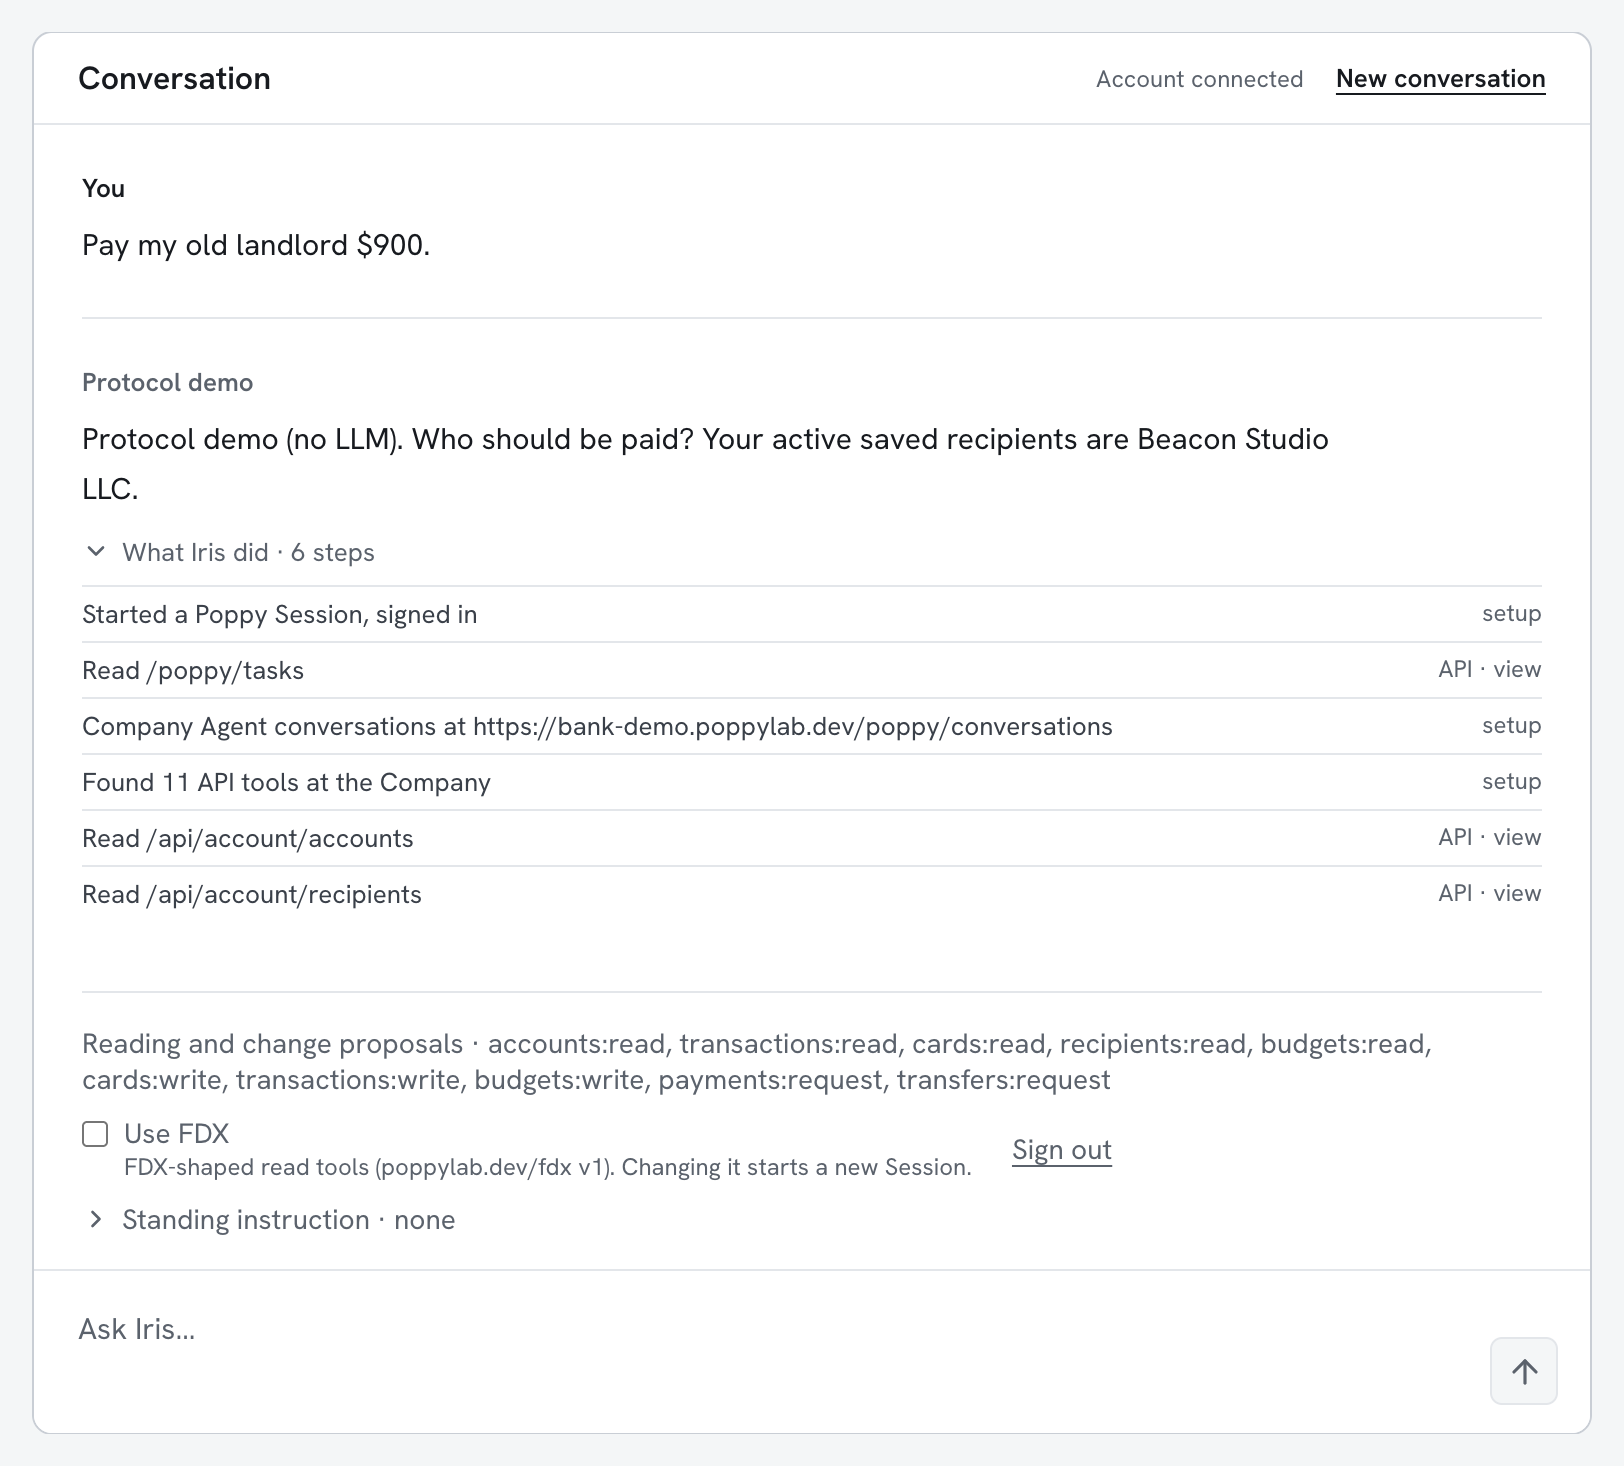 Conversation
Account connected
New conversation
You
Pay my old landlord $900.
Protocol demo
Protocol demo (no LLM). Who should be paid? Your active saved recipients are Beacon Studio
LLC.
What Iris did · 6 steps
Started a Poppy Session, signed in
setup
Read /poppy/tasks
API · view
Company Agent conversations at https://bank-demo.poppylab.dev/poppy/conversations
setup
Found 11 API tools at the Company
setup
Read /api/account/accounts
API · view
Read /api/account/recipients
API · view
Reading and change proposals · accounts:read, transactions:read, cards:read, recipients:read, budgets:read,
cards:write, transactions:write, budgets:write, payments:request, transfers:request
Use FDX
FDX-shaped read tools (poppylab.dev/fdx v1). Changing it starts a new Session.
Sign out
Standing instruction · none
Ask Iris...